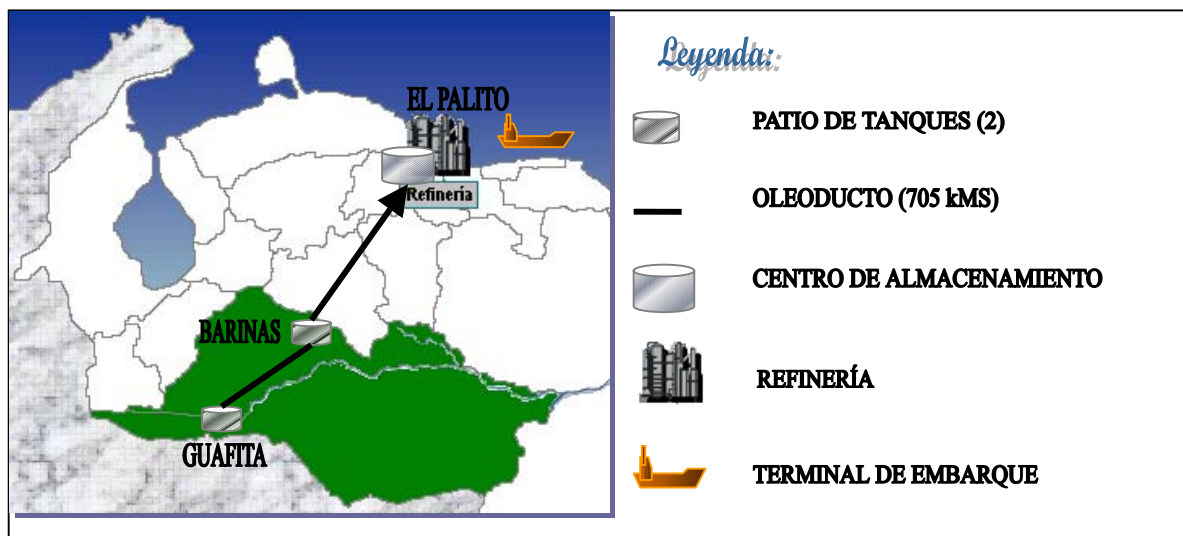 EL PALITO
Refinería
BARINAS
GUAFITA
Leyenda:
PATIO DE TANQUES (2)
OLEODUCTO (705 kMS)
CENTRO DE ALMACENAMIENTO
REFINERÍA
TERMINAL DE EMBARQUE